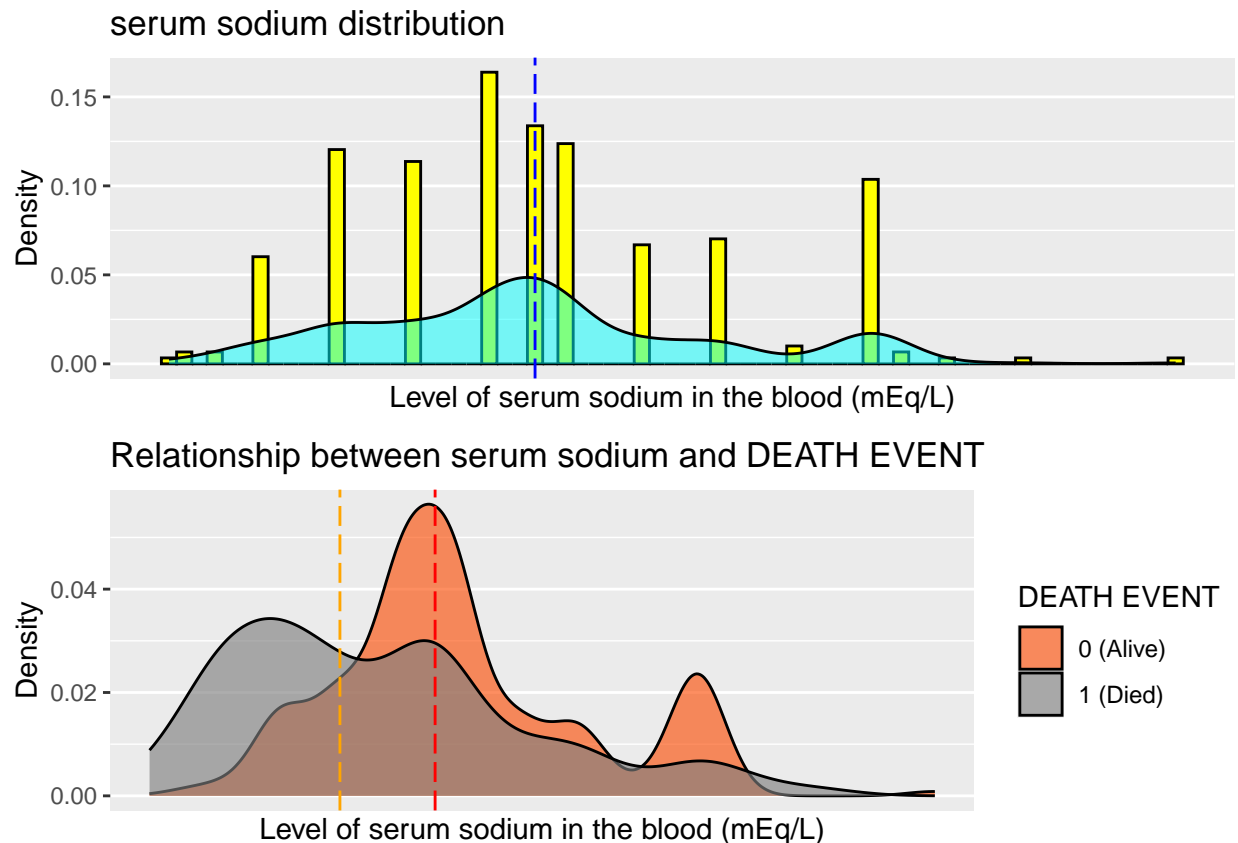 serum sodium distribution
0.15
0.10
0.05
0.00
Density
Level of serum sodium in the blood (mEq/L)
Relationship between serum sodium and DEATH EVENT
0.04
0.02
0.00
Density
Level of serum sodium in the blood (mEq/L)
DEATH EVENT
0 (Alive)
1 (Died)